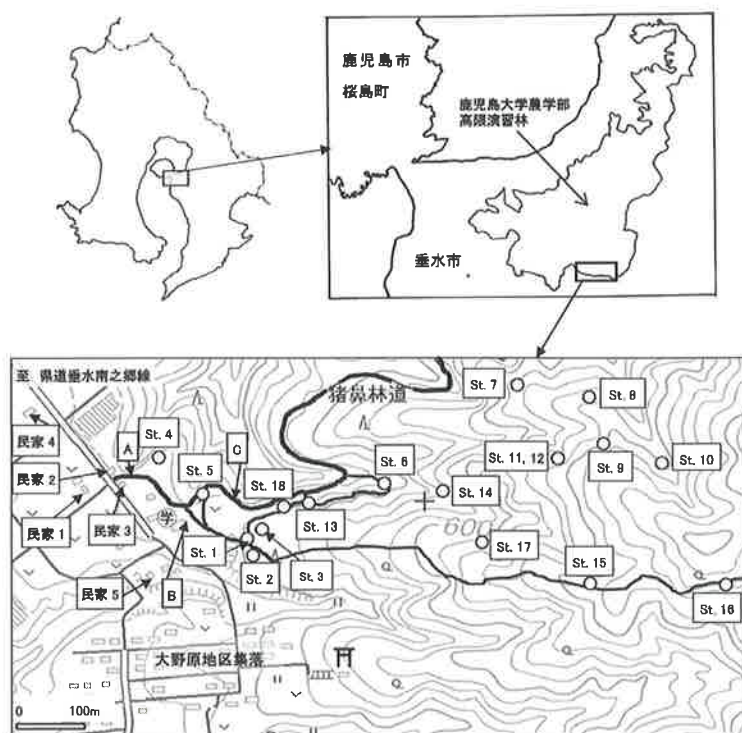 鹿児島市
桜島町
鹿児島大学農学部
高隈演習林
垂水市
至 県道垂水南之郷線
猪鼻林道
St. 7
St. 8
民家 4
A
St. 4
St. 5
C
St. 18
St. 6
St. 11, 12
St. 9
St. 10
民家 2
St. 14
民家 1
民家 3
学
St. 13
600
St. 1
St. 17
St. 15
B
St. 2
St. 3
民家 5
St. 16
大野原地区集落
0 100m